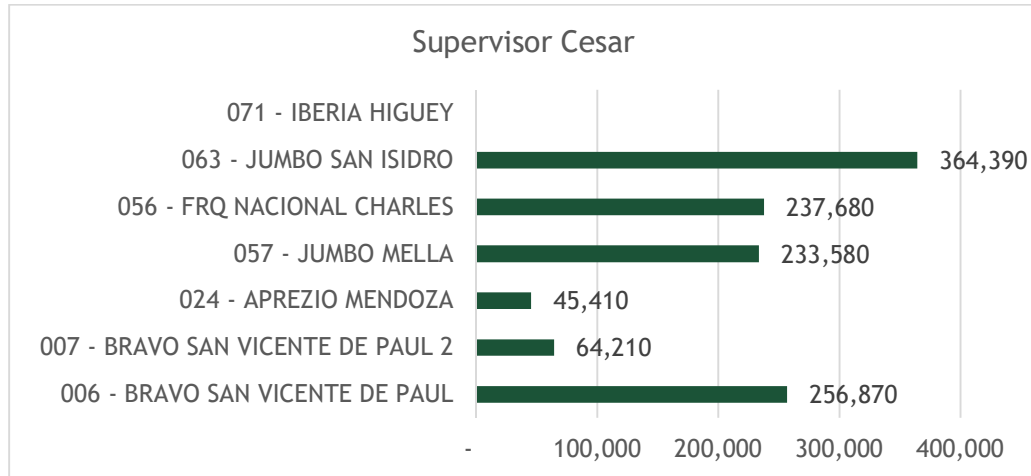 Supervisor Cesar
071 - IBERIA HIGUEY
063 - JUMBO SAN ISIDRO 364,390
056 - FRQ NACIONAL CHARLES 237,680
057 - JUMBO MELLA 233,580
024 - APREZIO MENDOZA 45,410
007 - BRAVO SAN VICENTE DE PAUL 2 64,210
006 - BRAVO SAN VICENTE DE PAUL 256,870
- 100,000 200,000 300,000 400,000